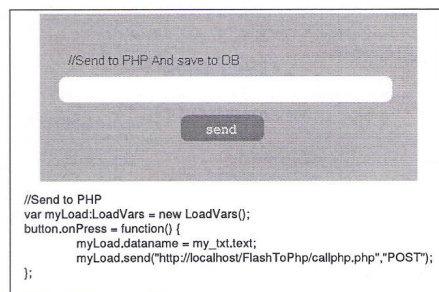 //Send to PHP And save to DB
send
//Send to PHP
var myLoad:LoadVars = new LoadVars();
button.onPress = function() {
myLoad.dataname = my_txt.text;
myLoad.send("http://localhost/FlashToPhp/callphp.php","POST");
};